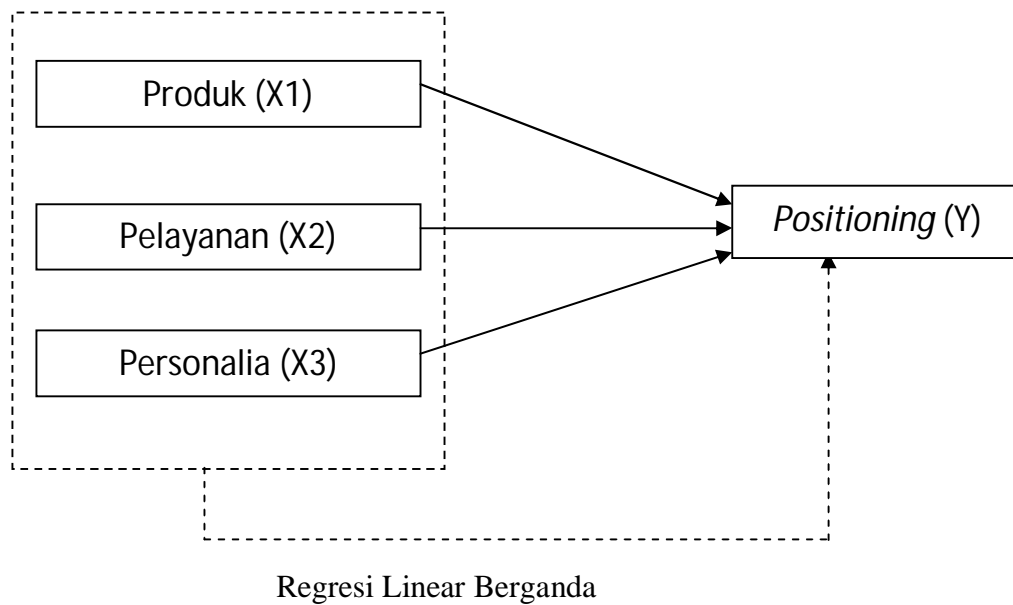 Produk (X1)
Pelayanan (X2)
Positioning (Y)
Personalia (X3)
Regresi Linear Berganda